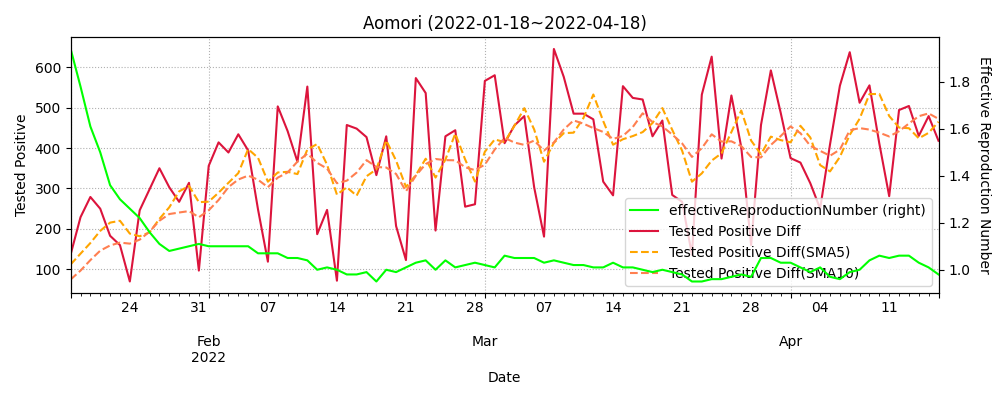 Aomori (2022-01-18~2022-04-18)
Tested Positive
Effective Reproduction Number
600
500
400
300
200
100
1.8
1.6
1.4
1.2
1.0
effectiveReproductionNumber (right)
Tested Positive Diff
Tested Positive Diff(SMA5)
Tested Positive Diff(SMA10)
24 31 07 14 21 28 07 14 21 28 04 11
Feb Mar Apr
2022
Date